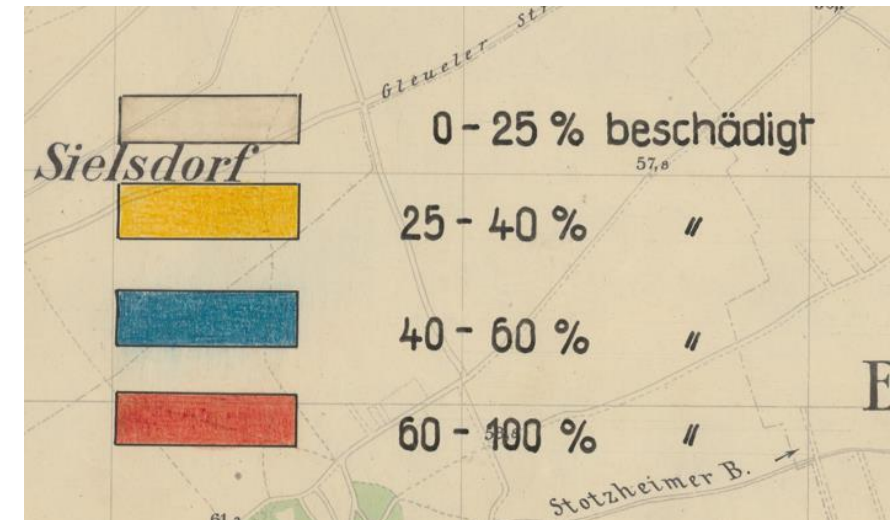 Gleueler Str
0 - 25 % beschädigt
Sielsdorf
57,8
25 - 40 % "
40 - 60 % "
E
60 - 100 % "
Stotzheimer B.